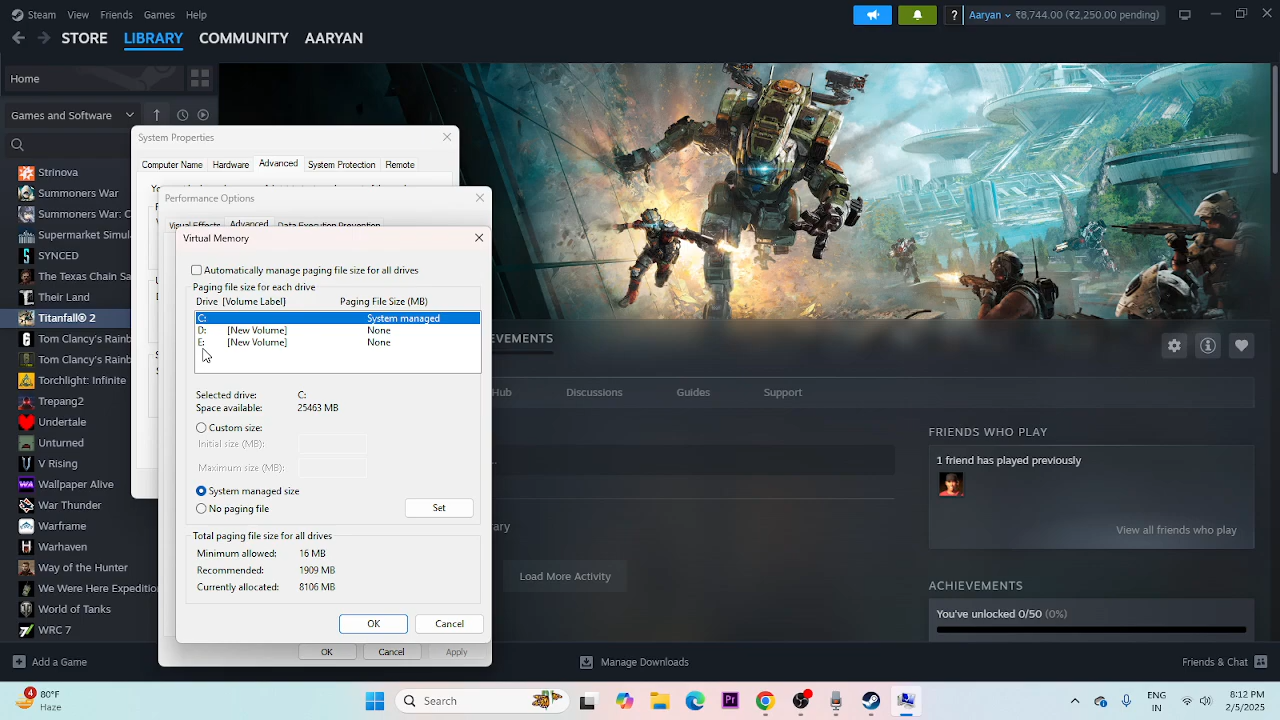 Steam View Friends Games Help
Aaryan ₹8,744.00 (₹2,250.00 pending)
STORE LIBRARY COMMUNITY AARYAN
Home
Games and Software
Strinova
Summoners War
Summoners War: C
Supermarket Simula
SYNCED
The Texas Chain Sa
Their Land
Titanfall® 2
Tom Clancy's Rainb
Tom Clancy's Rainb
Torchlight: Infinite
Trepang2
Undertale
Unturned
V Rising
Wallpaper Alive
War Thunder
Warframe
Warhaven
Way of the Hunter
We Were Here Expeditio
World of Tanks
WRC 7
Add a Game
System Properties
Computer Name Hardware Advanced System Protection Remote
Performance Options
Visual Effects Advanced Data Execution Prevention
Virtual Memory
Automatically manage paging file size for all drives
Paging file size for each drive
Drive [Volume Label] Paging File Size (MB)
C: System managed
D: [New Volume] None
E: [New Volume] None
Selected drive: C:
Space available: 25463 MB
Custom size:
Initial size (MB):
Maximum size (MB):
System managed size
No paging file
Set
Total paging file size for all drives
Minimum allowed: 16 MB
Recommended: 1909 MB
Currently allocated: 8106 MB
OK Cancel
OK Cancel Apply
EVEMENTS
Hub Discussions Guides Support
FRIENDS WHO PLAY
1 friend has played previously
View all friends who play
rary
Load More Activity
ACHIEVEMENTS
You've unlocked 0/50 (0%)
Manage Downloads
Friends & Chat
4
80°F
Haze
Search
Pr
ENG
IN
8:12 PM
2/5/2025